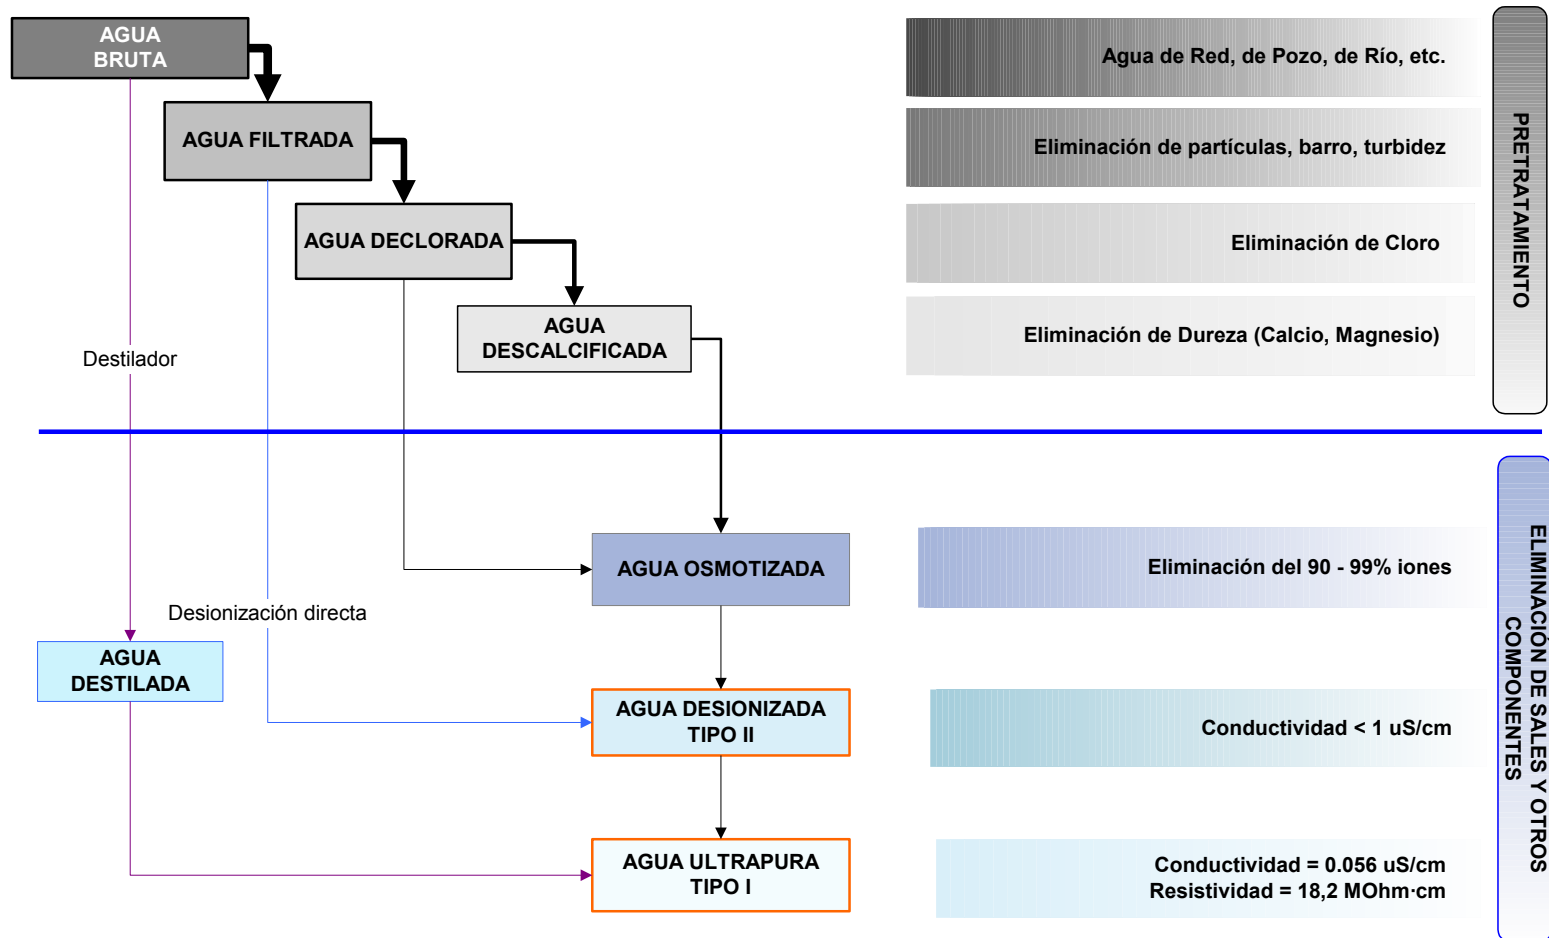 AGUA
BRUTA
Agua de Red, de Pozo, de Río, etc.
AGUA FILTRADA
Eliminación de partículas, barro, turbidez
AGUA DECLORADA
Eliminación de Cloro
AGUA
DESCALCIFICADA
Eliminación de Dureza (Calcio, Magnesio)
PRETRATAMIENTO
Destilador
AGUA OSMOTIZADA
Eliminación del 90 - 99% iones
Desionización directa
AGUA
DESTILADA
AGUA DESIONIZADA
TIPO II
Conductividad < 1 uS/cm
AGUA ULTRAPURA
TIPO I
Conductividad = 0.056 uS/cm
Resistividad = 18,2 MOhm·cm
ELIMINACIÓN DE SALES Y OTROS
COMPONENTES